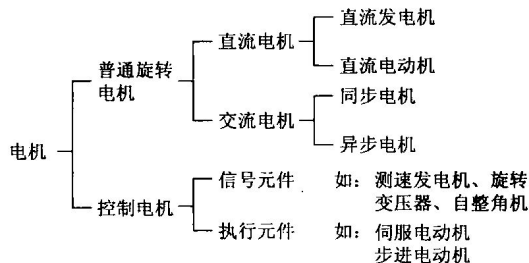 直流发电机
直流电机
普通旋转
电机
直流电动机
同步电机
交流电机
异步电机
电机
信号元件 如：测速发电机、旋转
变压器、自整角机
控制电机
执行元件 如：伺服电动机
步进电动机